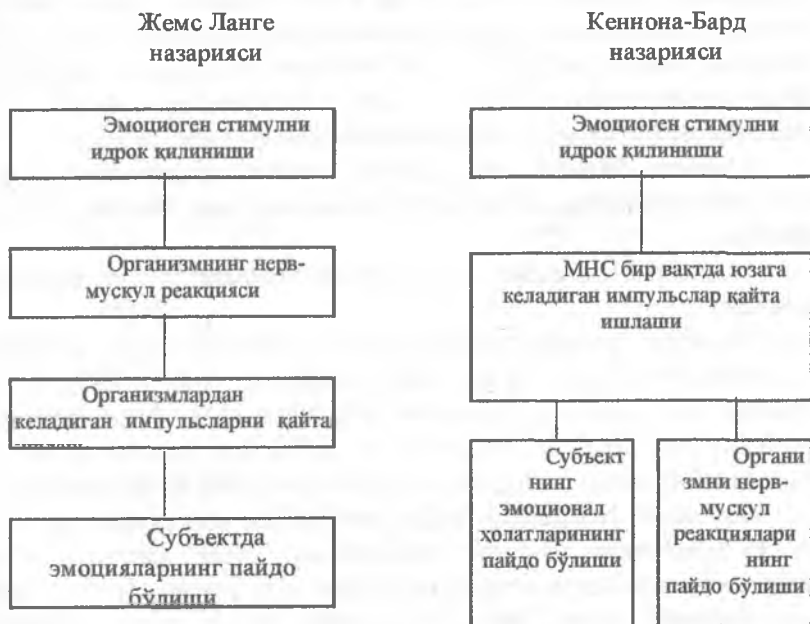 Жемс Ланге
назарияси
Эмоциоген стимулни
идрок қилиниши
Организмнинг нерв-
мускул реакцияси
Организмлардан
келадиган импульсларни қайта
Субъектда
эмоцияларнинг пайдо
бўлиши
Кеннона-Бард
назарияси
Эмоциоген стимулни
идрок қилиниши
МНС бир вақтда юзага
келадиган импульслар қайта
ишлаши
Субъект
нинг
эмоционал
ҳолатларининг
пайдо бўлиши
Органи
змни нерв-
мускул
реакциялари
нинг
пайдо бўлиши